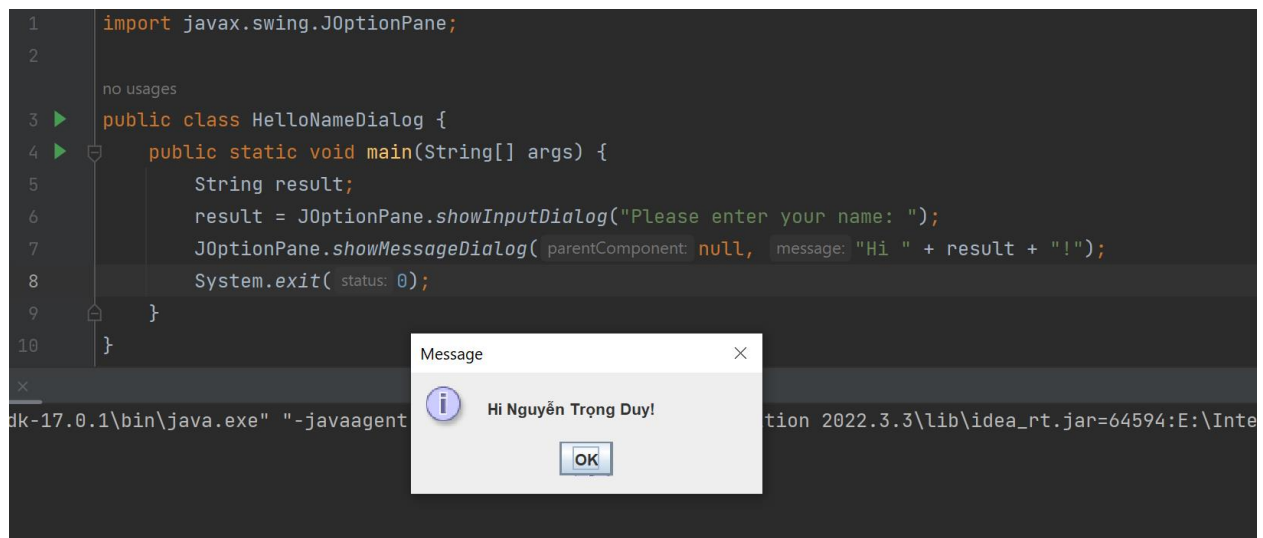 1 import javax.swing.JOptionPane;
2
no usages
3 public class HelloNameDialog {
4 public static void main(String[] args) {
5 String result;
6 result = JOptionPane.showInputDialog("Please enter your name: ");
7 JOptionPane.showMessageDialog( parentComponent: null, message: "Hi " + result + "!");
8 System.exit( status: 0);
9 }
10 }
Message
Hi Nguyễn Trọng Duy!
OK
dk-17.0.1\bin\java.exe" "-javaagent tion 2022.3.3\lib\idea_rt.jar=64594:E:\Inte